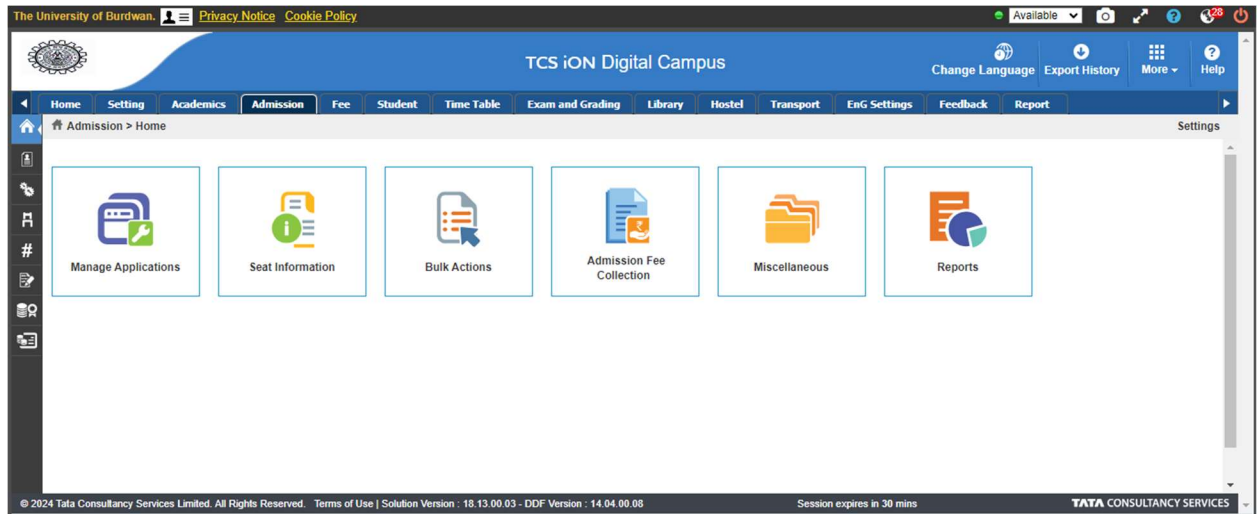 The University of Burdwan. Privacy Notice Cookie Policy Available 28
TCS iON Digital Campus
Change Language Export History More Help
Home Setting Academics Admission Fee Student Time Table Exam and Grading Library Hostel Transport EnG Settings Feedback Report
Admission > Home Settings
Manage Applications
Seat Information
Bulk Actions
Admission Fee
Collection
Miscellaneous
Reports
© 2024 Tata Consultancy Services Limited. All Rights Reserved. Terms of Use | Solution Version : 18.13.00.03 - DDF Version : 14.04.00.08 Session expires in 30 mins TATA CONSULTANCY SERVICES